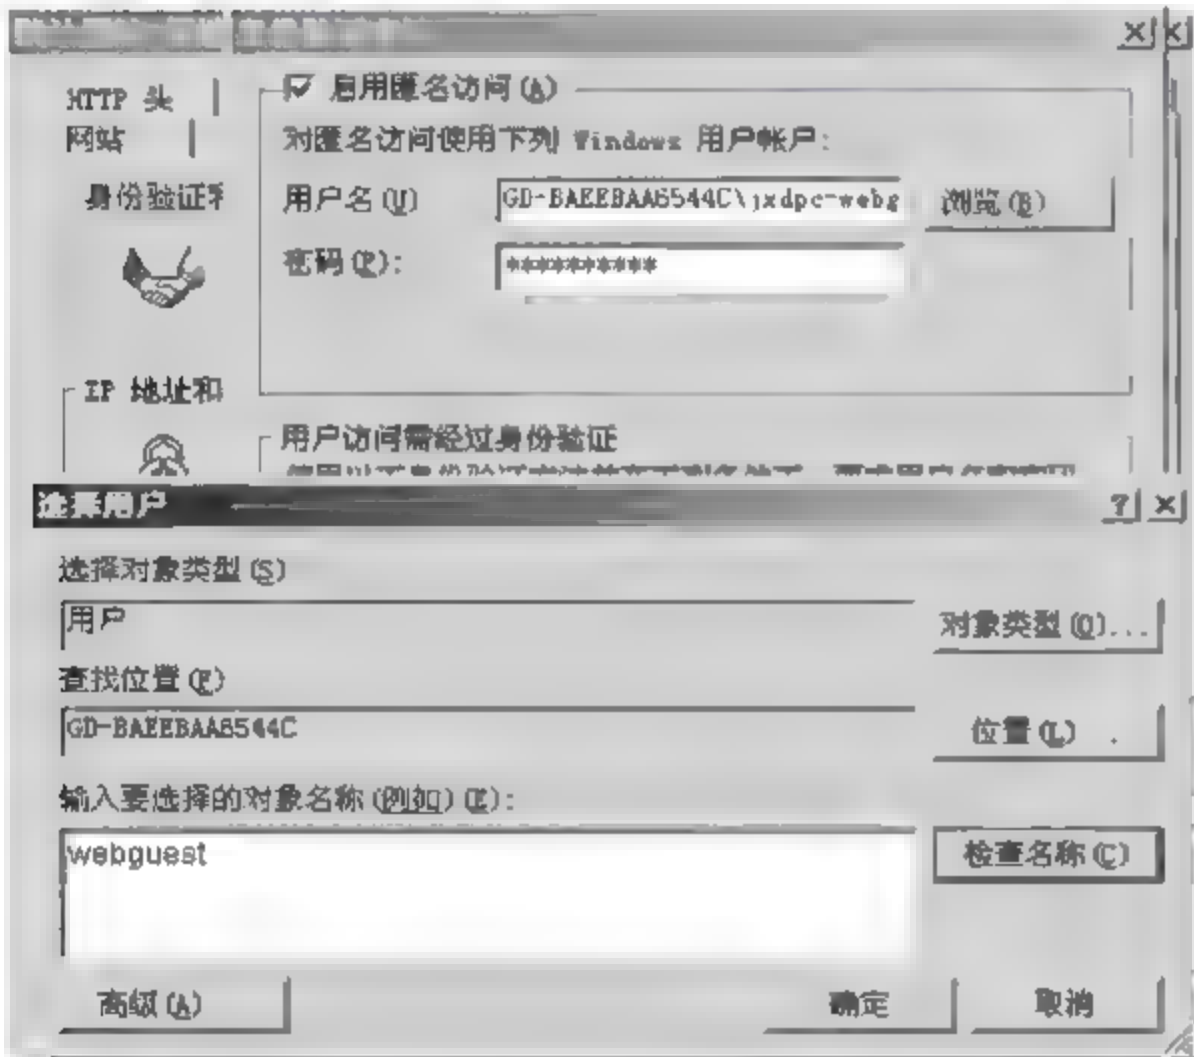 HTTP 头
网站
启用匿名访问(A)
对匿名访问使用下列 Windows 用户帐户:
身份验证和
用户名(U)
GD-BAEEBAA6544C\jxdpc-webg
浏览(B)
密码(P):
**********
IP 地址和
用户访问需经过身份验证
选择用户
选择对象类型(S)
用户
对象类型(O)...
查找位置(F)
GD-BAEEBAA6544C
位置(L) .
输入要选择的对象名称(例如)(E):
webguest
检查名称(C)
高级(A)
确定
取消